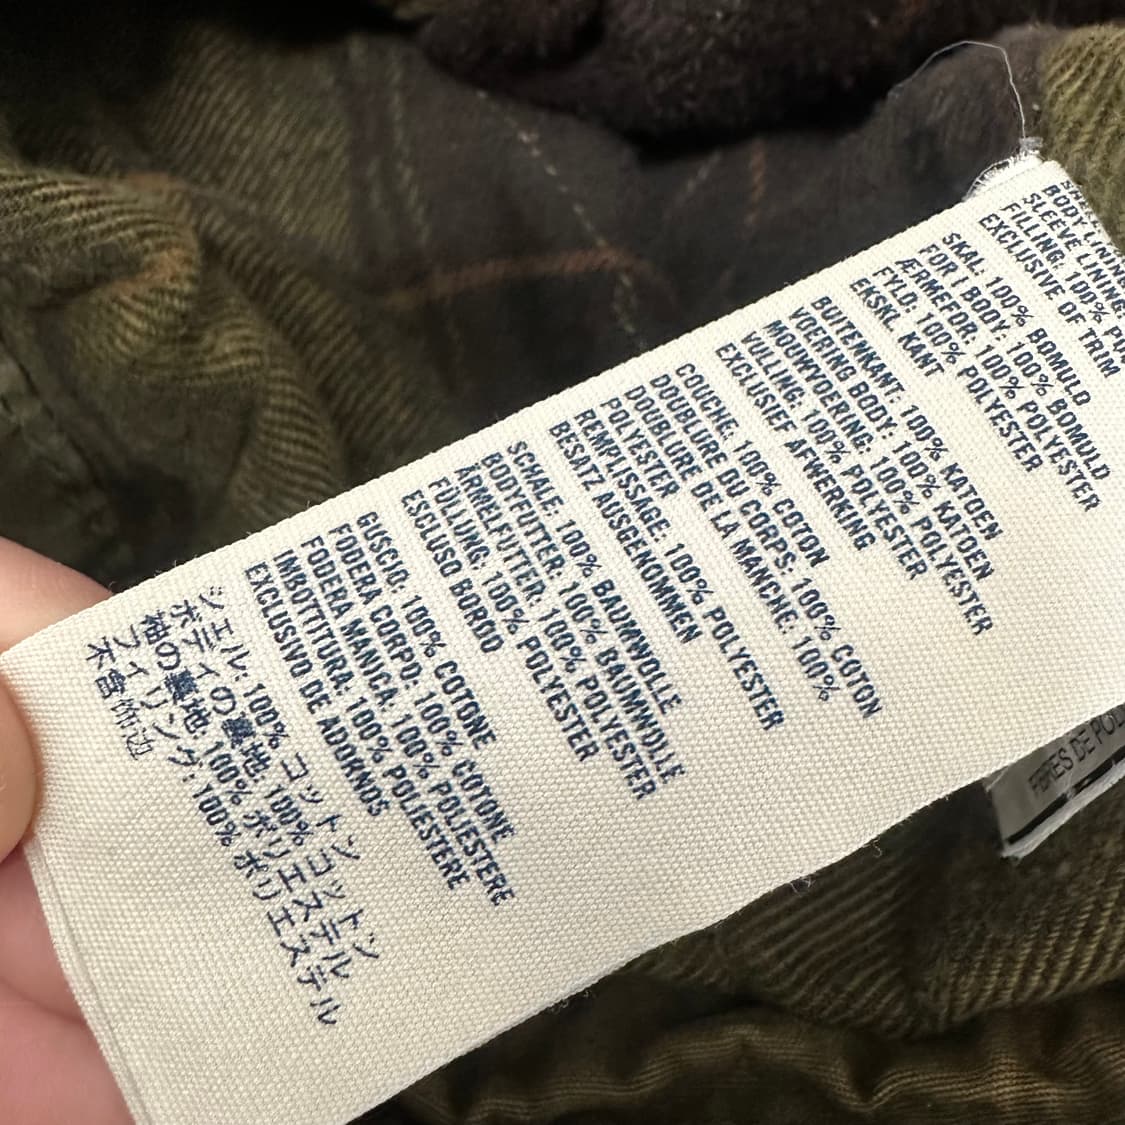 BODY LINING:
SLEEVE LINING:
FILLING: 100% PO
EXCLUSIVE OF TRIM
SKAL: 100% BOMULD
FOR I BODY: 100% BOMULD
ÆRMEFOR: 100% POLYESTER
FYLD: 100% POLYESTER
EKSKL. KANT
BUITENKANT: 100% KATOEN
VOERING BODY: 100% KATOEN
MOUWVOERING: 100% POLYESTER
VULLING: 100% POLYESTER
EXCLUSIEF AFWERKING
COUCHE: 100% COTON
DOUBLURE DU CORPS: 100% COTON
DOUBLURE DE LA MANCHE: 100%
POLYESTER
REMPLISSAGE: 100% POLYESTER
BESATZ AUSGENOMMEN
SCHALE: 100% BAUMWOLLE
BODYFUTTER: 100% BAUMWOLLE
ÄRMELFUTTER: 100% POLYESTER
FÜLLUNG: 100% POLYESTER
ESCLUSO BORDO
GUSCIO: 100% COTONE
FODERA CORPO: 100% COTONE
FODERA MANICA: 100% POLIESTERE
IMBOTTITURA: 100% POLIESTERE
EXCLUSIVO DE ADORNOS
シェル: 100% コットン
ボディの裏地: 100% コットン
袖の裏地: 100% ポリエステル
フィリング: 100% ポリエステル
不含饰边
FIBRES DE POL